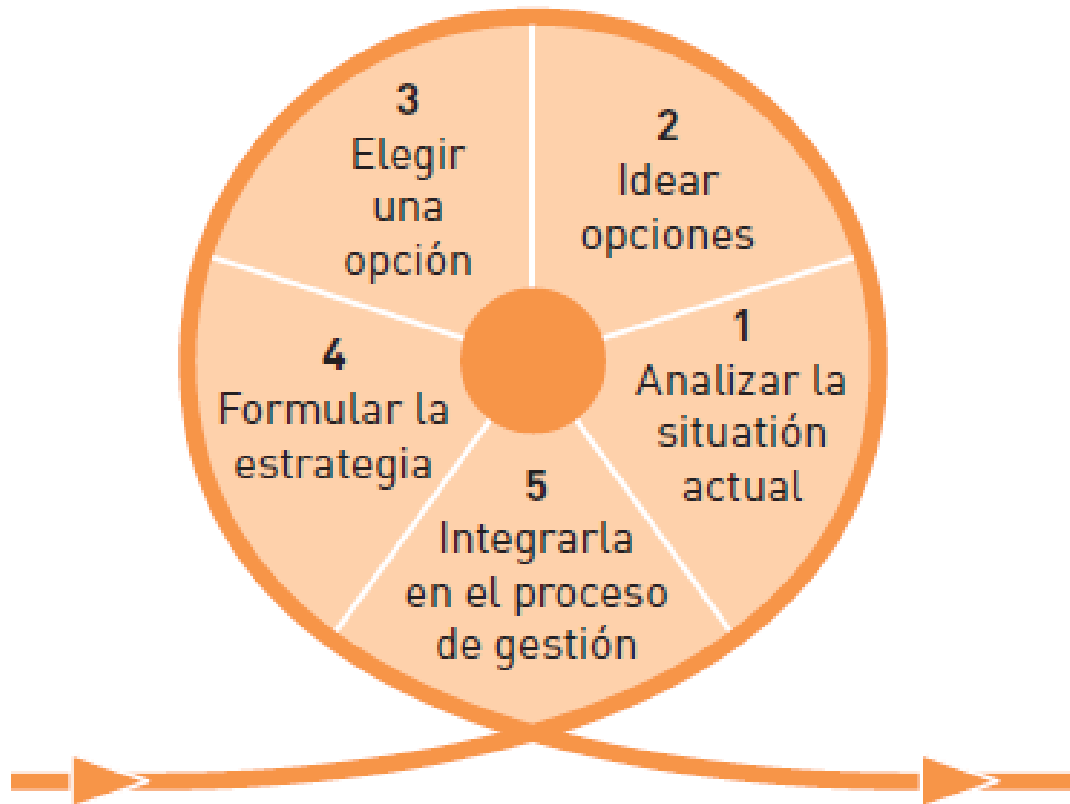 3
Elegir
una
opción
2
Idear
opciones
1
Analizar la
situatión
actual
4
Formular la
estrategia
5
Integrarla
en el proceso
de gestión